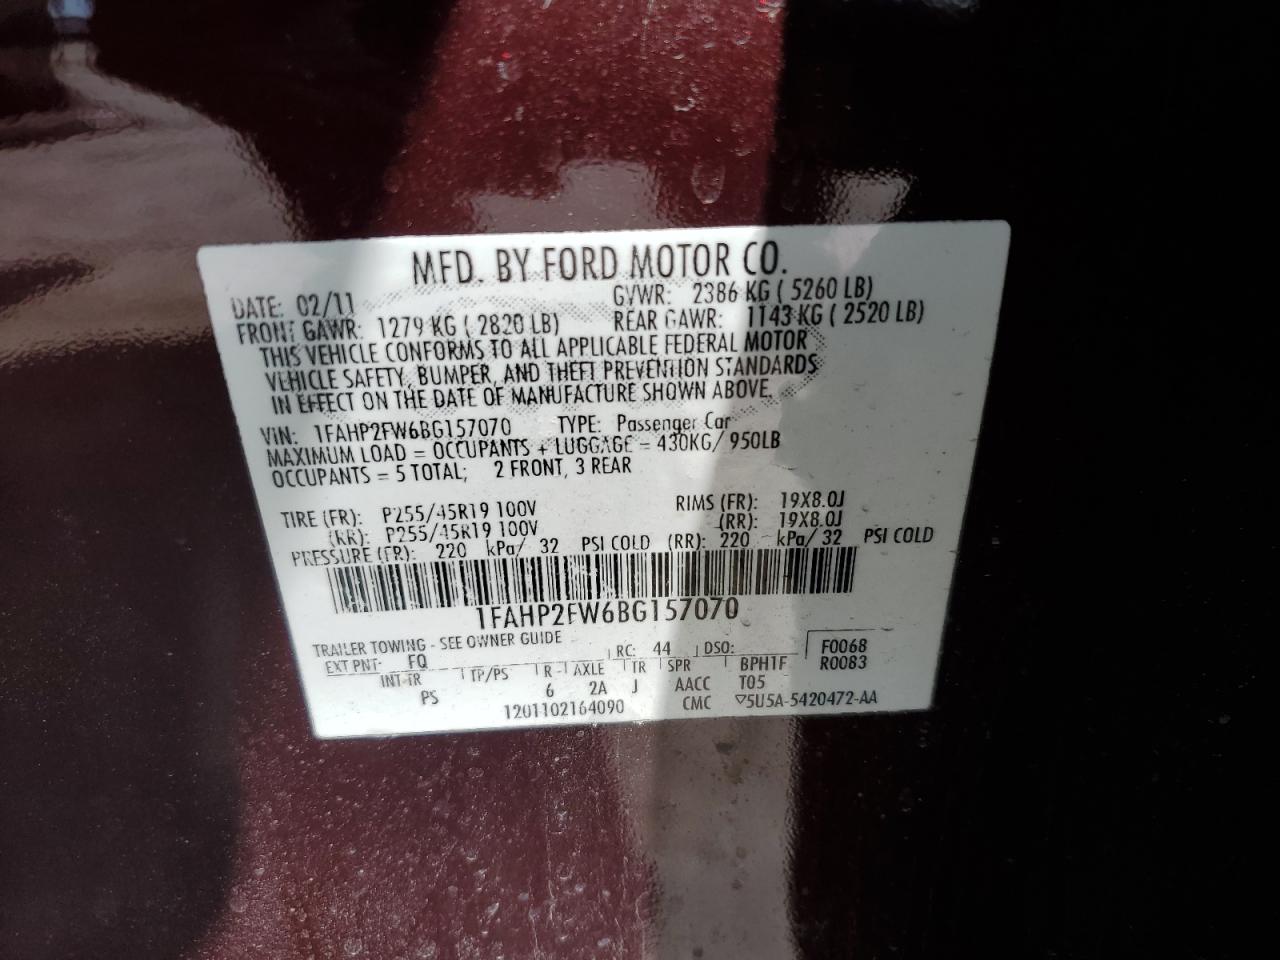 MFD. BY FORD MOTOR CO.
DATE: 02/11 GVWR: 2386 KG ( 5260 LB)
FRONT GAWR: 1279 KG ( 2820 LB) REAR GAWR: 1143 KG ( 2520 LB)
THIS VEHICLE CONFORMS TO ALL APPLICABLE FEDERAL MOTOR
VEHICLE SAFETY, BUMPER, AND THEFT PREVENTION STANDARDS
IN EFFECT ON THE DATE OF MANUFACTURE SHOWN ABOVE.
VIN: 1FAHP2FW6BG157070 TYPE: Passenger Car
MAXIMUM LOAD = OCCUPANTS + LUGGAGE = 430KG/ 950LB
OCCUPANTS = 5 TOTAL; 2 FRONT, 3 REAR
TIRE (FR): P255/45R19 100V RIMS (FR): 19X8.0J
(RR): P255/45R19 100V (RR): 19X8.0J
PRESSURE (FR): 220 kPa/ 32 PSI COLD (RR): 220 kPa/ 32 PSI COLD
1FAHP2FW6BG157070
TRAILER TOWING - SEE OWNER GUIDE RC: 44 DSO: F0068
EXT PNT: FQ R0083
INT TR TP/PS R AXLE TR SPR BPH1F
PS 6 2A J AACC T05
1201102164090 CMC 5U5A-5420472-AA